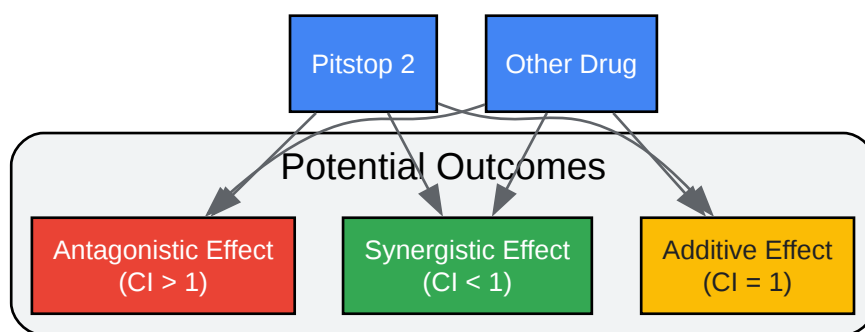 Pitstop 2
Other Drug
Potential Outcomes
Antagonistic Effect
(CI > 1)
Synergistic Effect
(CI < 1)
Additive Effect
(CI = 1)